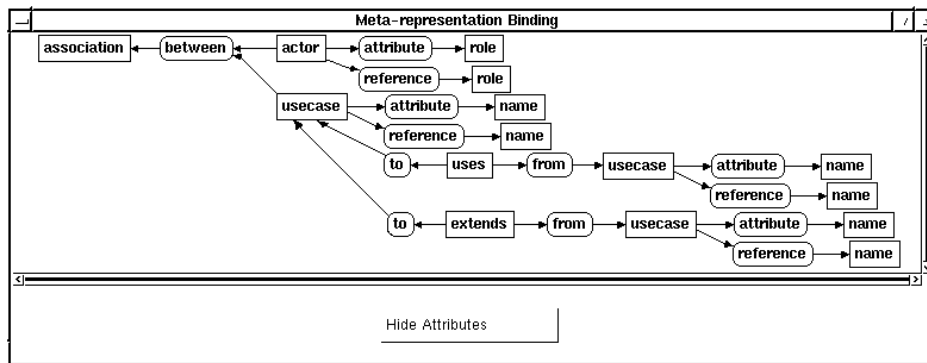 Meta-representation Binding
association between actor attribute role
reference role
usecase attribute name
reference name
to uses from usecase attribute name
reference name
to extends from usecase attribute name
reference name
Hide Attributes